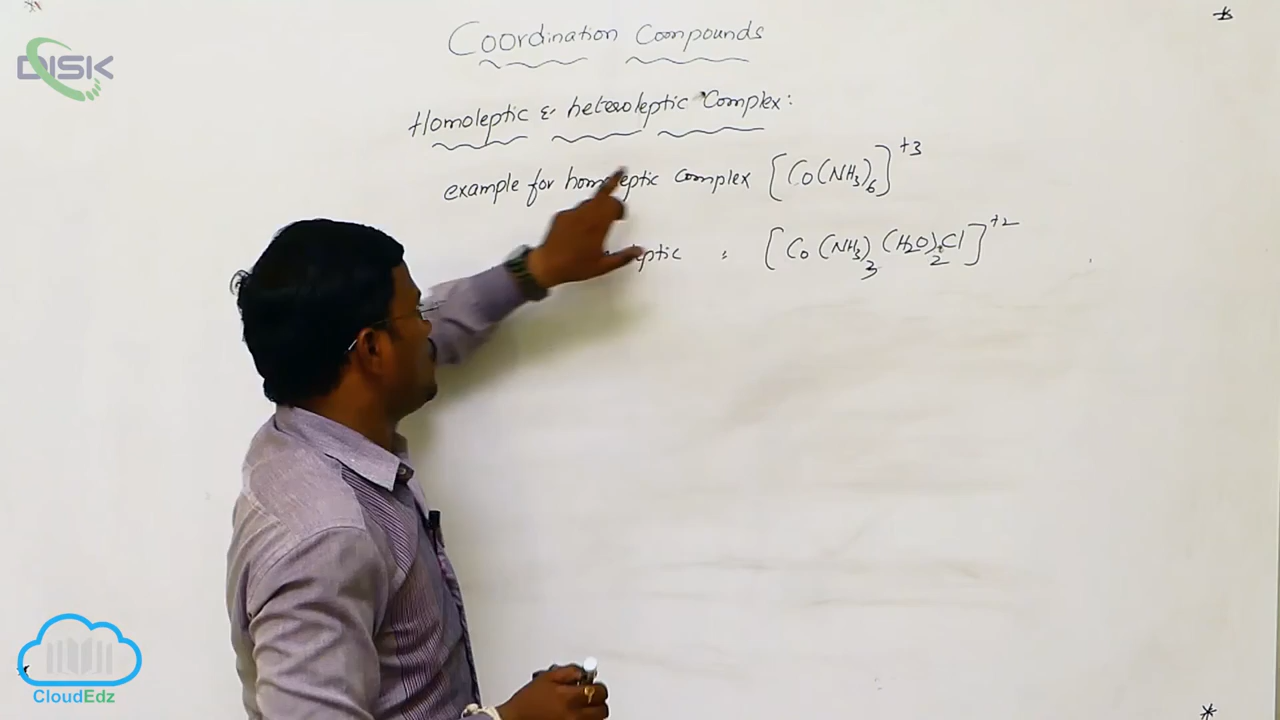 DISK
Coordination Compounds
Homoleptic & heteroleptic Complex:
example for homoleptic complex [Co(NH3)6]+3
[Co(NH3)3(H2O)2Cl]+2
CloudEdz